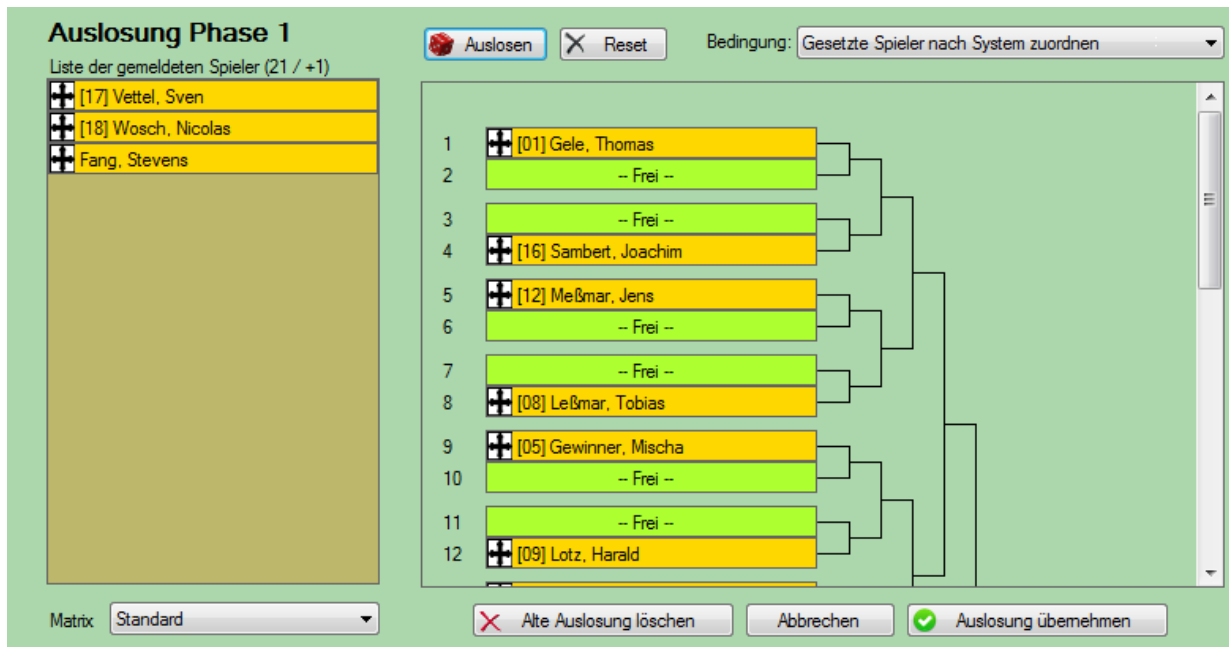 Auslosung Phase 1
Auslosen
Reset
Bedingung: Gesetzte Spieler nach System zuordnen
Liste der gemeldeten Spieler (21 / +1)
[17] Vettel, Sven
[18] Wosch, Nicolas
Fang, Stevens
1 [01] Gele, Thomas
2 -- Frei --
3 -- Frei --
4 [16] Sambert, Joachim
5 [12] Meßmar, Jens
6 -- Frei --
7 -- Frei --
8 [08] Leßmar, Tobias
9 [05] Gewinner, Mischa
10 -- Frei --
11 -- Frei --
12 [09] Lotz, Harald
Matrix Standard
Alte Auslosung löschen
Abbrechen
Auslosung übernehmen